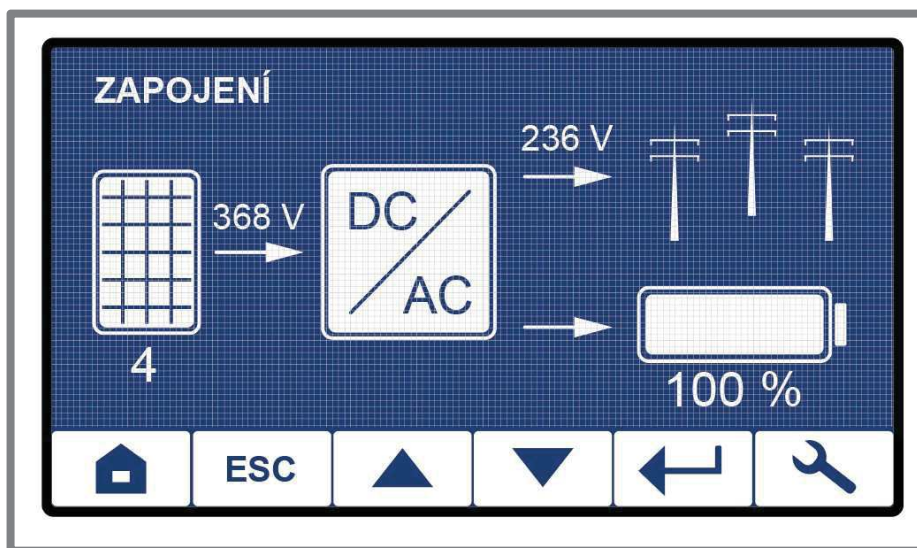 ZAPOJENÍ
236 V
368 V
DC
AC
4
100 %
ESC